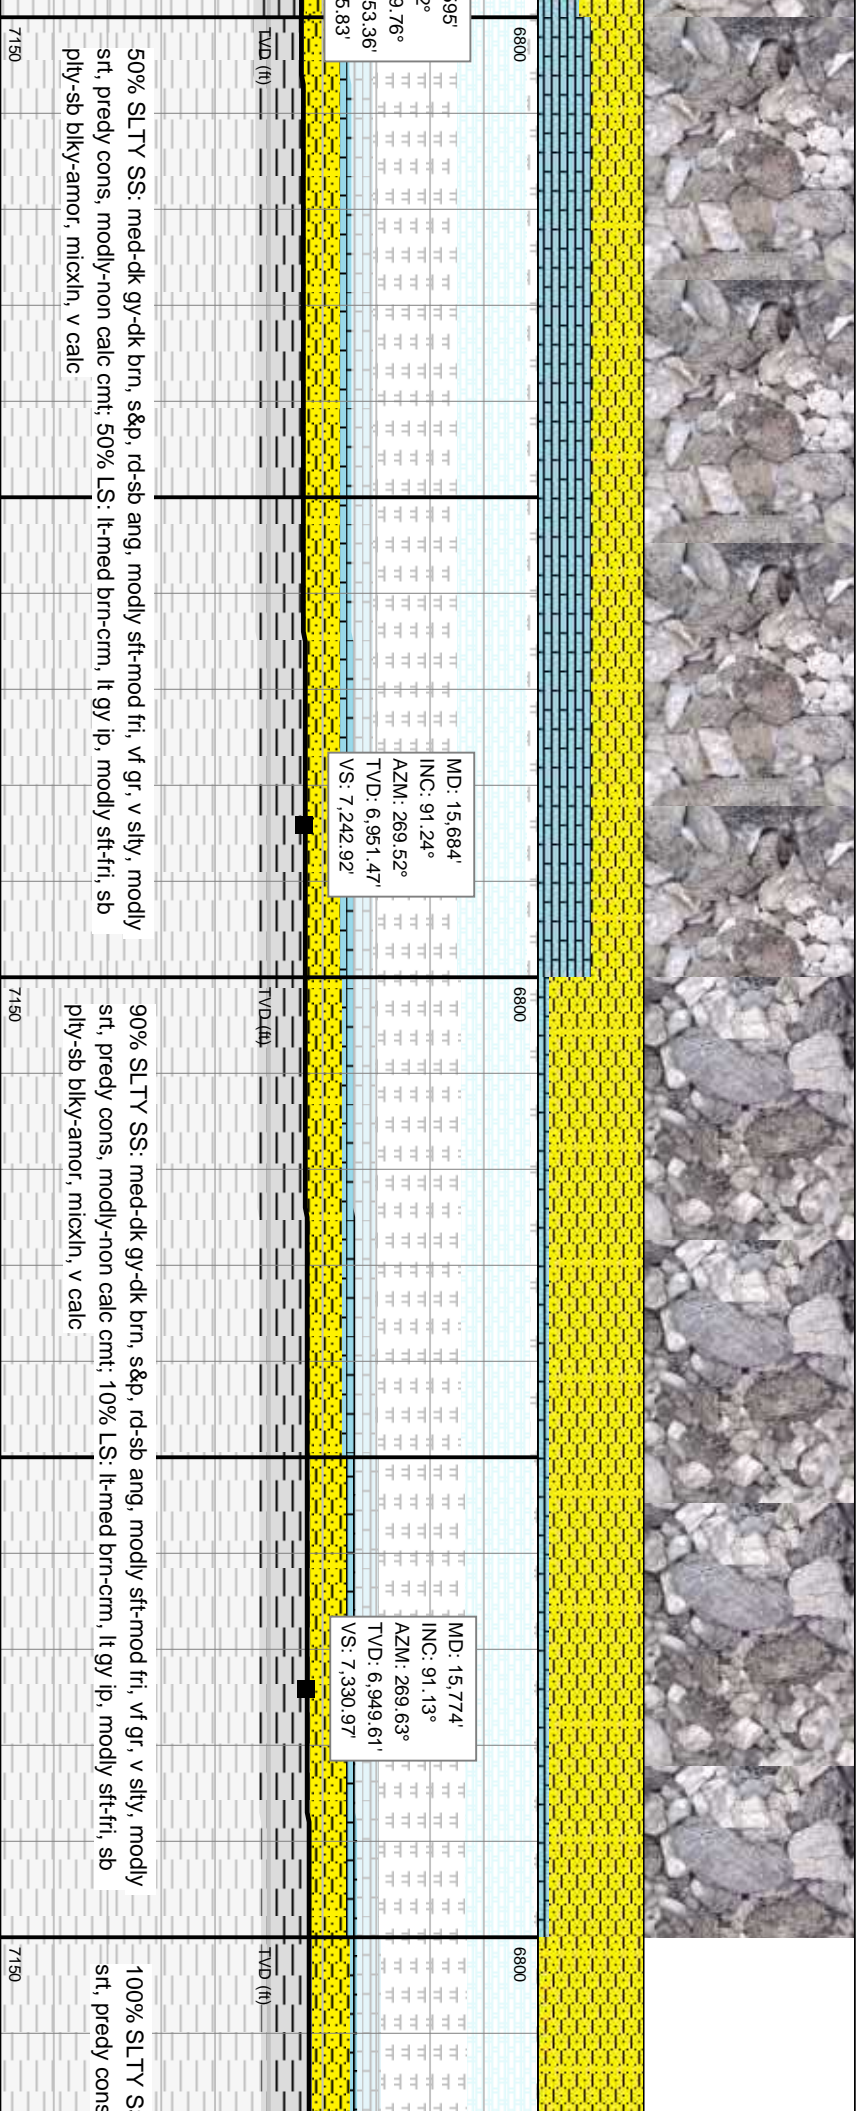 595'
2°
9.76°
53.36'
5.83'
6800
TVD (ft)
7150
50% SLTY SS: med-dk gy-dk brn, s&p, rd-sb ang, modly sft-mod fri, vf gr, v slty, modly
srt, predy cons, modly-non calc cmt; 50% LS: lt-med brn-crm, lt gy ip, modly sft-fri, sb
plty-sb blky-amor, micxln, v calc
MD: 15,684'
INC: 91.24°
AZM: 269.52°
TVD: 6,951.47'
VS: 7,242.92'
6800
TVD (ft)
7150
90% SLTY SS: med-dk gy-dk brn, s&p, rd-sb ang, modly sft-mod fri, vf gr, v slty, modly
srt, predy cons, modly-non calc cmt; 10% LS: lt-med brn-crm, lt gy ip, modly sft-fri, sb
plty-sb blky-amor, micxln, v calc
MD: 15,774'
INC: 91.13°
AZM: 269.63°
TVD: 6,949.61'
VS: 7,330.97'
6800
TVD (ft)
7150
100% SLTY S
srt, predy cons